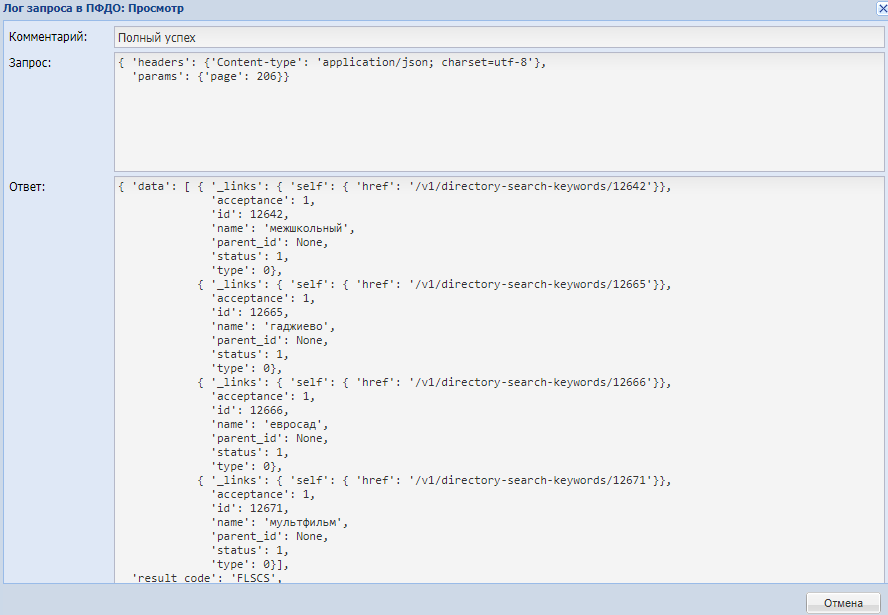 Лог запроса в ПФДО: Просмотр
Комментарий: Полный успех
Запрос: { 'headers': {'Content-type': 'application/json; charset=utf-8'},
'params': {'page': 206}}
Ответ: { 'data': [ { '_links': { 'self': { 'href': '/v1/directory-search-keywords/12642'}},
'acceptance': 1,
'id': 12642,
'name': 'межшкольный',
'parent_id': None,
'status': 1,
'type': 0},
{ '_links': { 'self': { 'href': '/v1/directory-search-keywords/12665'}},
'acceptance': 1,
'id': 12665,
'name': 'гаджиево',
'parent_id': None,
'status': 1,
'type': 0},
{ '_links': { 'self': { 'href': '/v1/directory-search-keywords/12666'}},
'acceptance': 1,
'id': 12666,
'name': 'евросад',
'parent_id': None,
'status': 1,
'type': 0},
{ '_links': { 'self': { 'href': '/v1/directory-search-keywords/12671'}},
'acceptance': 1,
'id': 12671,
'name': 'мультфильм',
'parent_id': None,
'status': 1,
'type': 0}],
'result_code': 'FLSCS',
Отмена